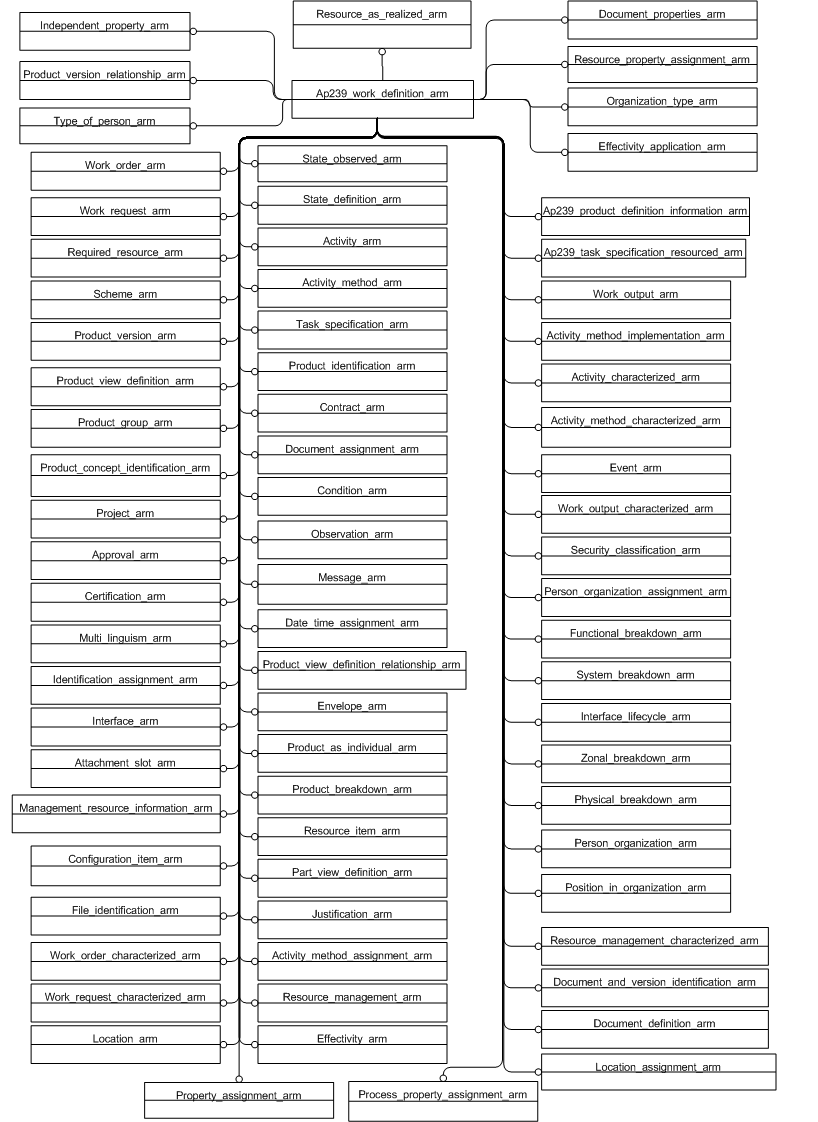 Resource_as_realized_arm
Document_properties_arm
Independent_property_arm
Resource_property_assignment_arm
Product_version_relationship_arm
Ap239_work_definition_arm
Organization_type_arm
Type_of_person_arm
Effectivity_application_arm
Work_order_arm
Work_request_arm
Required_resource_arm
Scheme_arm
Product_version_arm
Product_view_definition_arm
Product_group_arm
Product_concept_identification_arm
Project_arm
Approval_arm
Certification_arm
Multi_linguism_arm
Identification_assignment_arm
Interface_arm
Attachment_slot_arm
Management_resource_information_arm
Configuration_item_arm
File_identification_arm
Work_order_characterized_arm
Work_request_characterized_arm
Location_arm
State_observed_arm
State_definition_arm
Activity_arm
Activity_method_arm
Task_specification_arm
Product_identification_arm
Contract_arm
Document_assignment_arm
Condition_arm
Observation_arm
Message_arm
Date_time_assignment_arm
Product_view_definition_relationship_arm
Envelope_arm
Product_as_individual_arm
Product_breakdown_arm
Resource_item_arm
Part_view_definition_arm
Justification_arm
Activity_method_assignment_arm
Resource_management_arm
Effectivity_arm
Ap239_product_definition_information_arm
Ap239_task_specification_resourced_arm
Work_output_arm
Activity_method_implementation_arm
Activity_characterized_arm
Activity_method_characterized_arm
Event_arm
Work_output_characterized_arm
Security_classification_arm
Person_organization_assignment_arm
Functional_breakdown_arm
System_breakdown_arm
Interface_lifecycle_arm
Zonal_breakdown_arm
Physical_breakdown_arm
Person_organization_arm
Position_in_organization_arm
Resource_management_characterized_arm
Document_and_version_identification_arm
Document_definition_arm
Location_assignment_arm
Property_assignment_arm
Process_property_assignment_arm